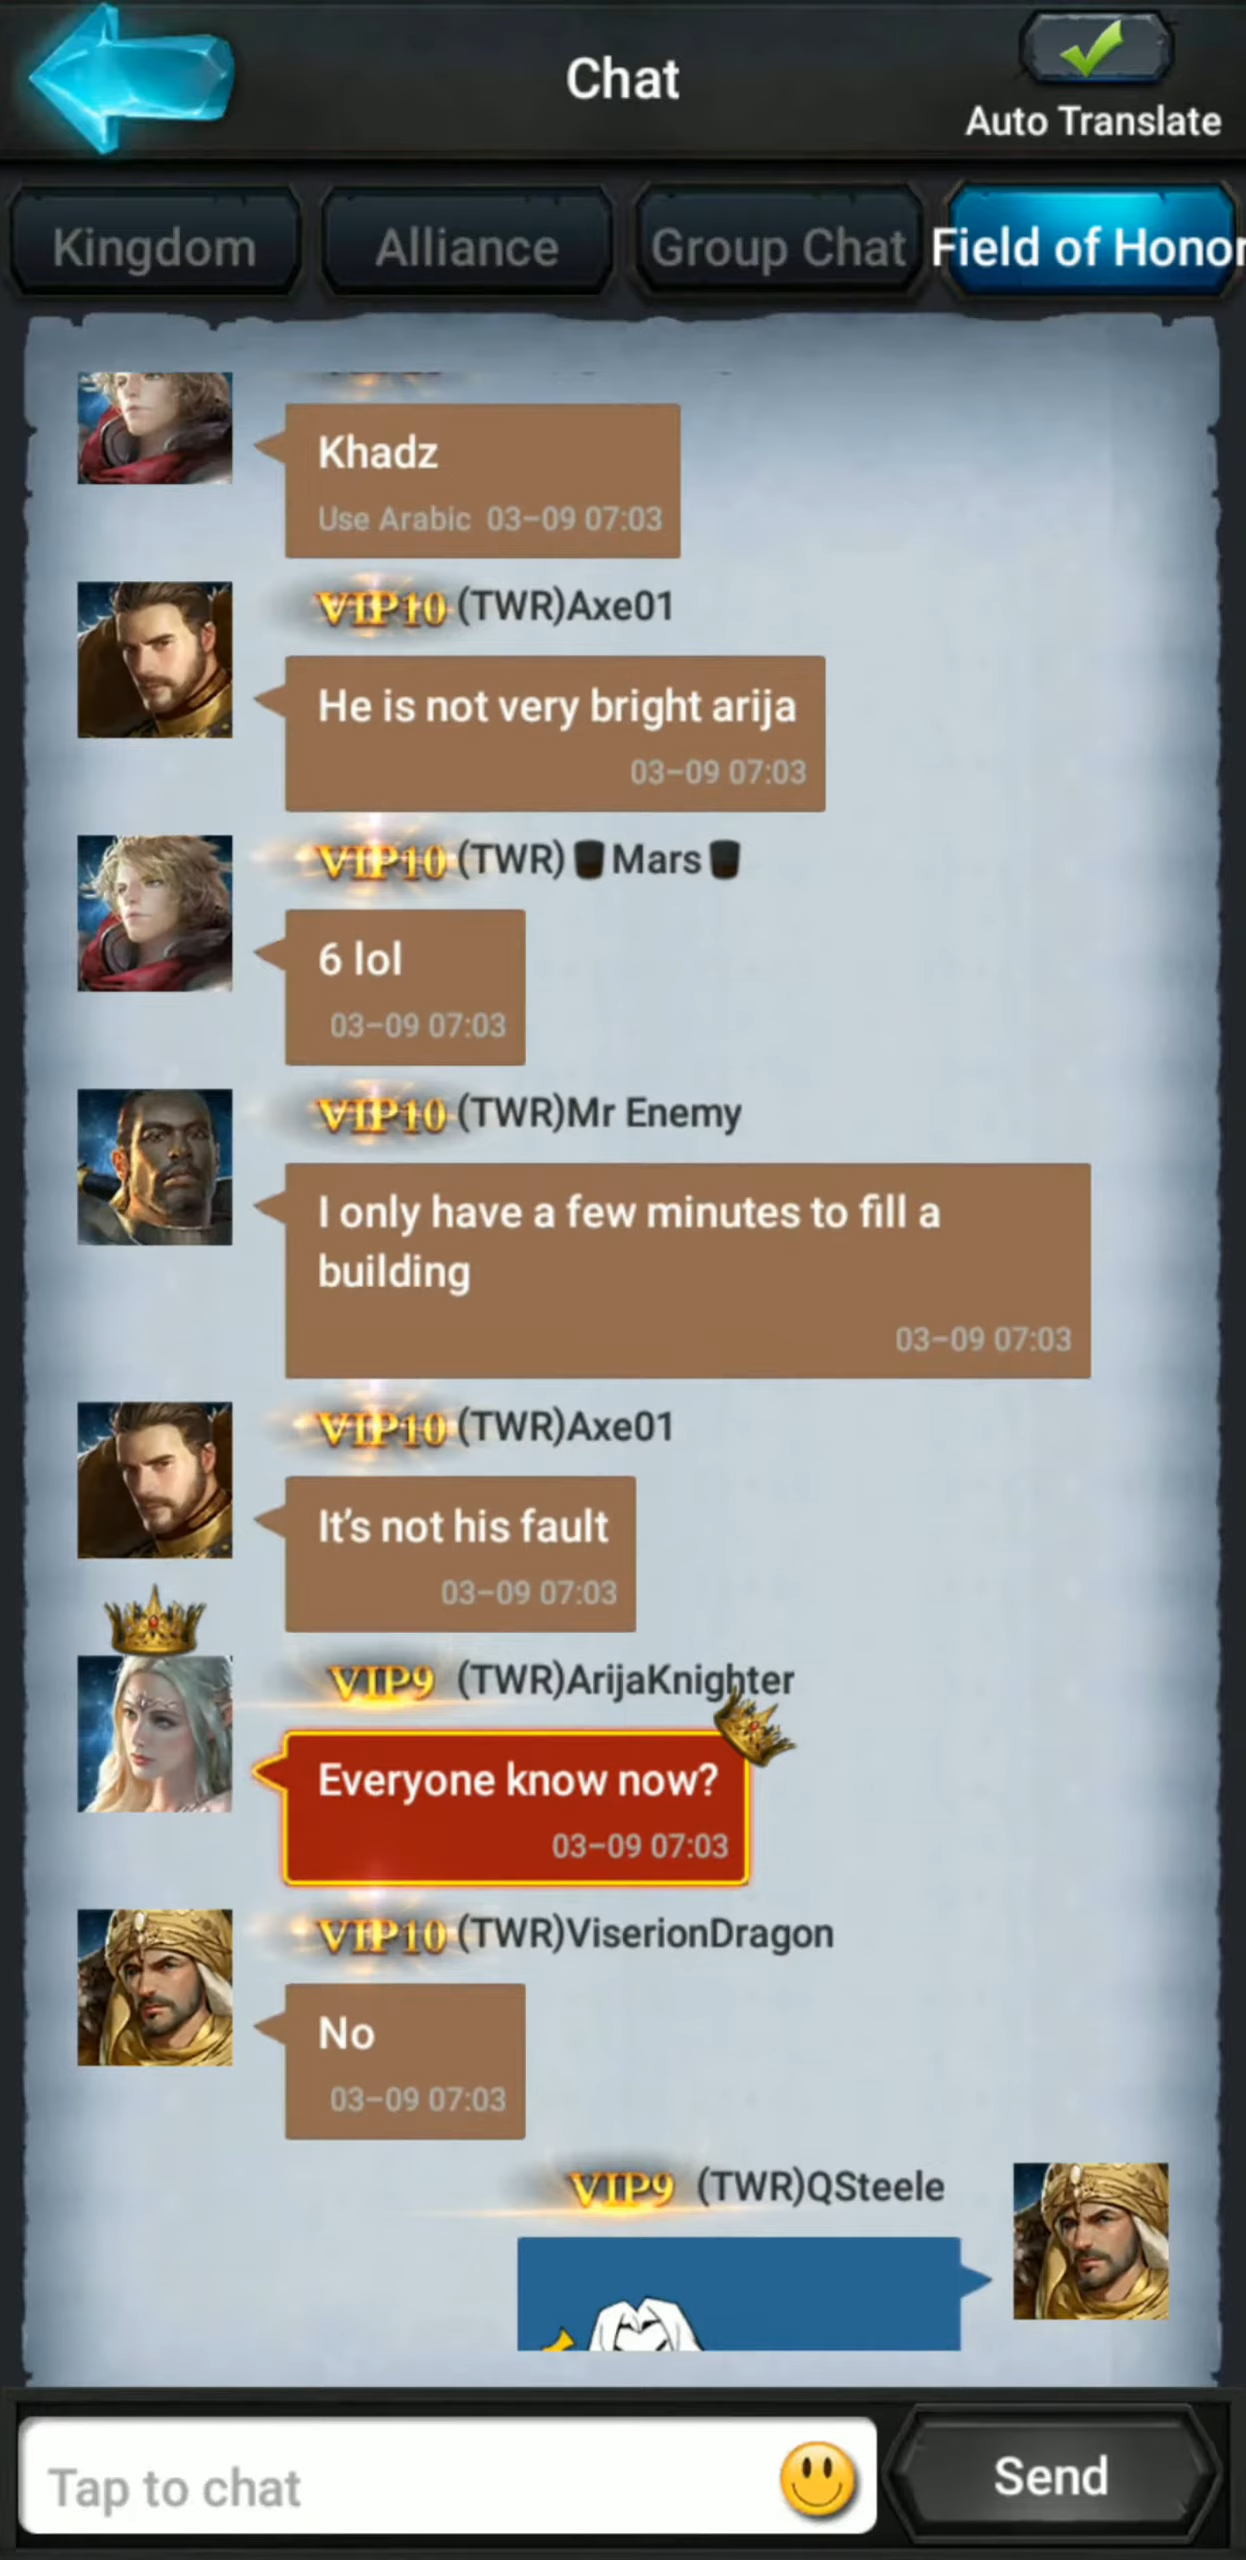 Chat
Auto Translate
Kingdom
Alliance
Group Chat
Field of Honor
Khadz
Use Arabic 03-09 07:03
VIP10 (TWR)Axe01
He is not very bright arija
03-09 07:03
VIP10 (TWR)Mars
6 lol
03-09 07:03
VIP10 (TWR)Mr Enemy
I only have a few minutes to fill a
building
03-09 07:03
VIP10 (TWR)Axe01
It's not his fault
03-09 07:03
VIP9 (TWR)ArijaKnighter
Everyone know now?
03-09 07:03
VIP10 (TWR)ViserionDragon
No
03-09 07:03
VIP9 (TWR)QSteele
Tap to chat
Send